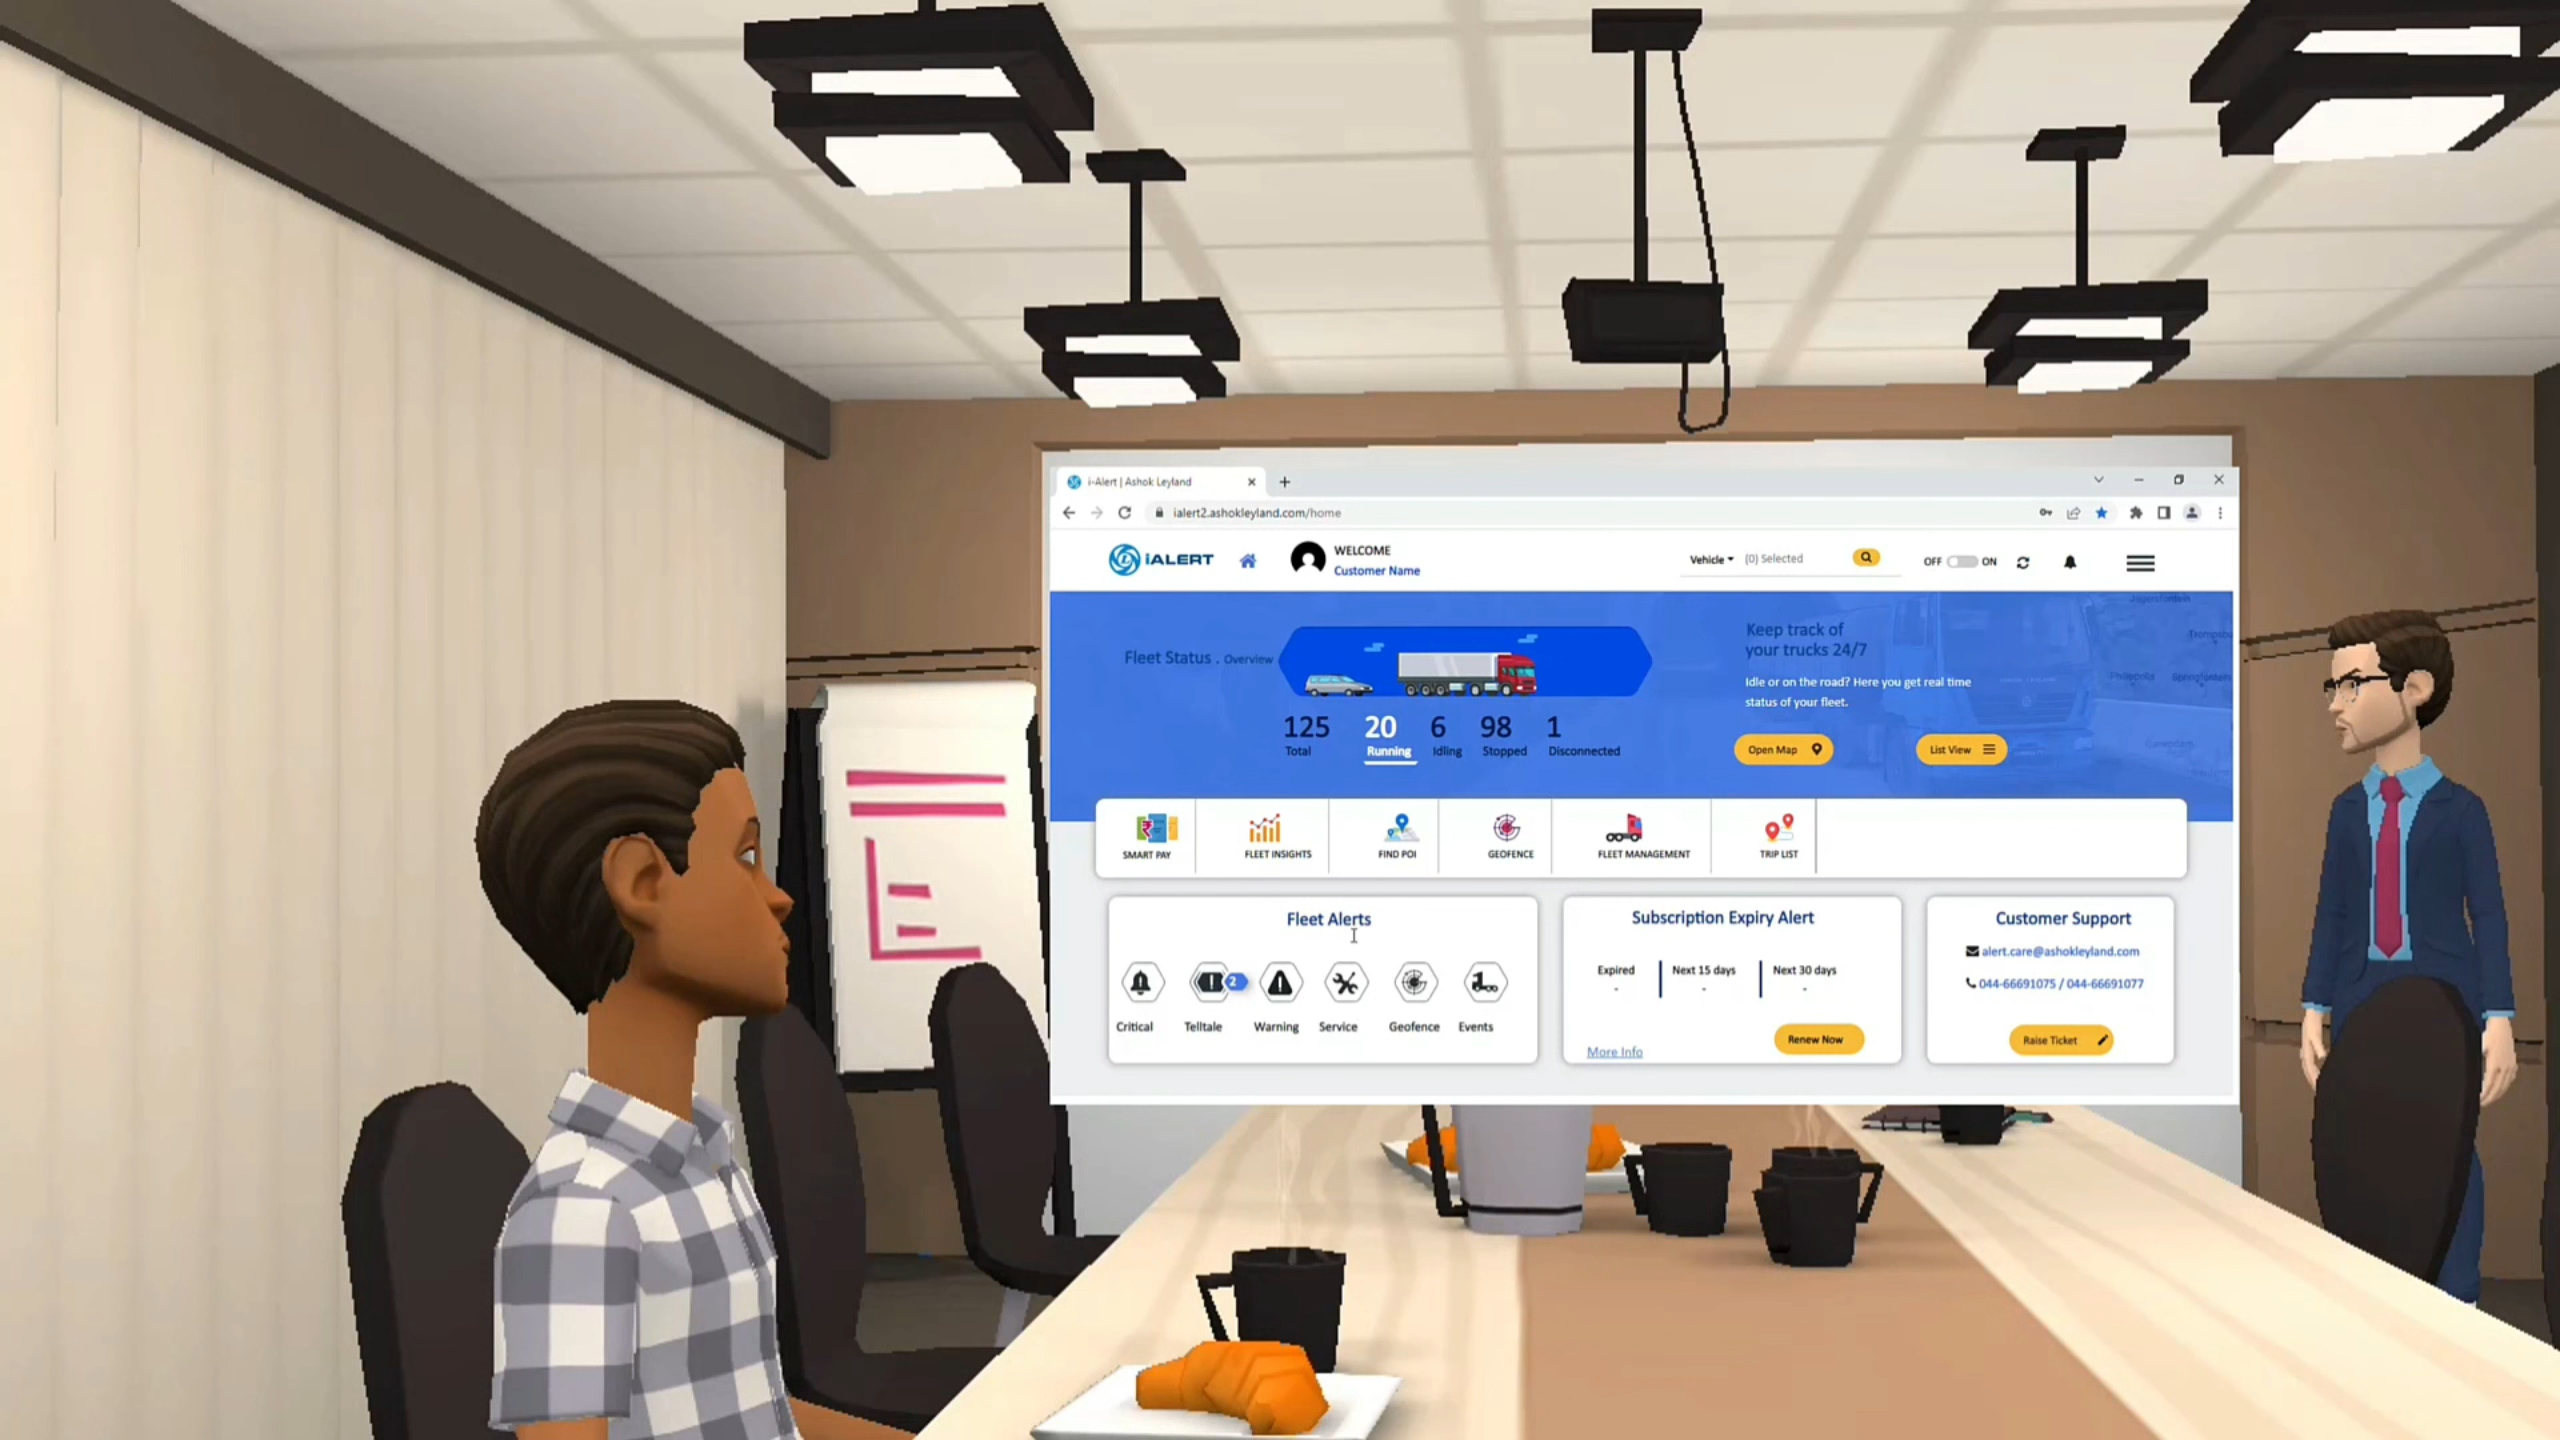 i-Alert | Ashok Leyland
ialert2.ashokleyland.com/home
iALERT
WELCOME
Customer Name
Vehicle (0) Selected
OFF ON
Fleet Status . Overview
125 20 6 98 1
Total Running Idling Stopped Disconnected
Keep track of
your trucks 24/7
Idle or on the road? Here you get real time
status of your fleet.
Open Map
List View
SMART PAY
FLEET INSIGHTS
FIND POI
GEOFENCE
FLEET MANAGEMENT
TRIP LIST
Fleet Alerts
2
Critical Telltale Warning Service Geofence Events
Subscription Expiry Alert
Expired Next 15 days Next 30 days
- - -
Renew Now
More Info
Customer Support
alert.care@ashokleyland.com
044-66691075 / 044-66691077
Raise Ticket